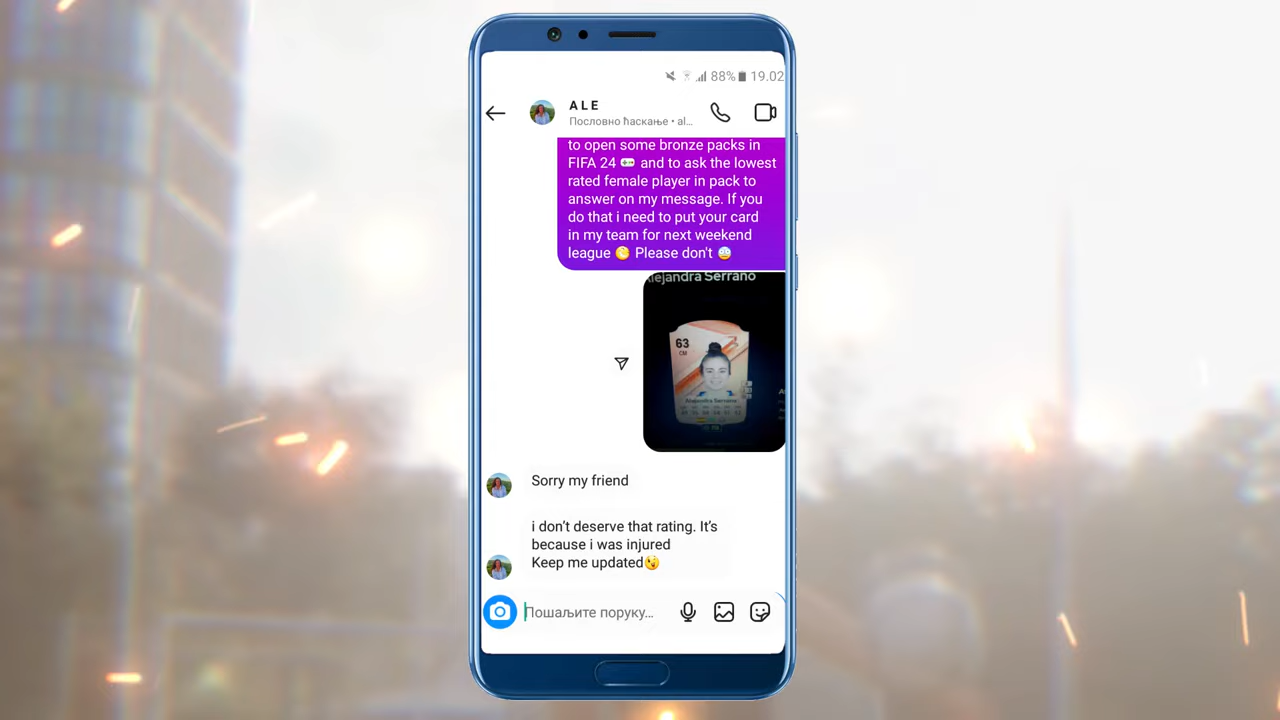 88% 19.02
A L E
Пословно ћаскање • al...
to open some bronze packs in
FIFA 24 🎮 and to ask the lowest
rated female player in pack to
answer on my message. If you
do that i need to put your card
in my team for next weekend
league Please don't
Alejandra Serrano
63
CM
Alejandra Serrano
Sorry my friend
i don't deserve that rating. It's
because i was injured
Keep me updated😉
Пошаљите поруку...